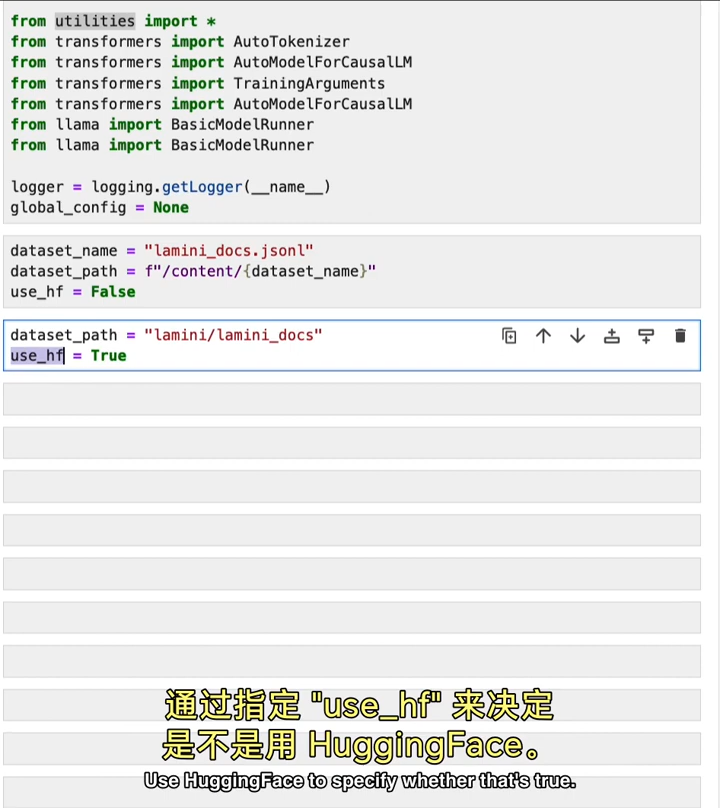 from utilities import *
from transformers import AutoTokenizer
from transformers import AutoModelForCausalLM
from transformers import TrainingArguments
from transformers import AutoModelForCausalLM
from llama import BasicModelRunner
from llama import BasicModelRunner
logger = logging.getLogger(__name__)
global_config = None
dataset_name = "lamini_docs.jsonl"
dataset_path = f"/content/{dataset_name}"
use_hf = False
dataset_path = "lamini/lamini_docs"
use_hf = True
通过指定 "use_hf" 来决定
是不是用 HuggingFace。
Use HuggingFace to specify whether that's true.